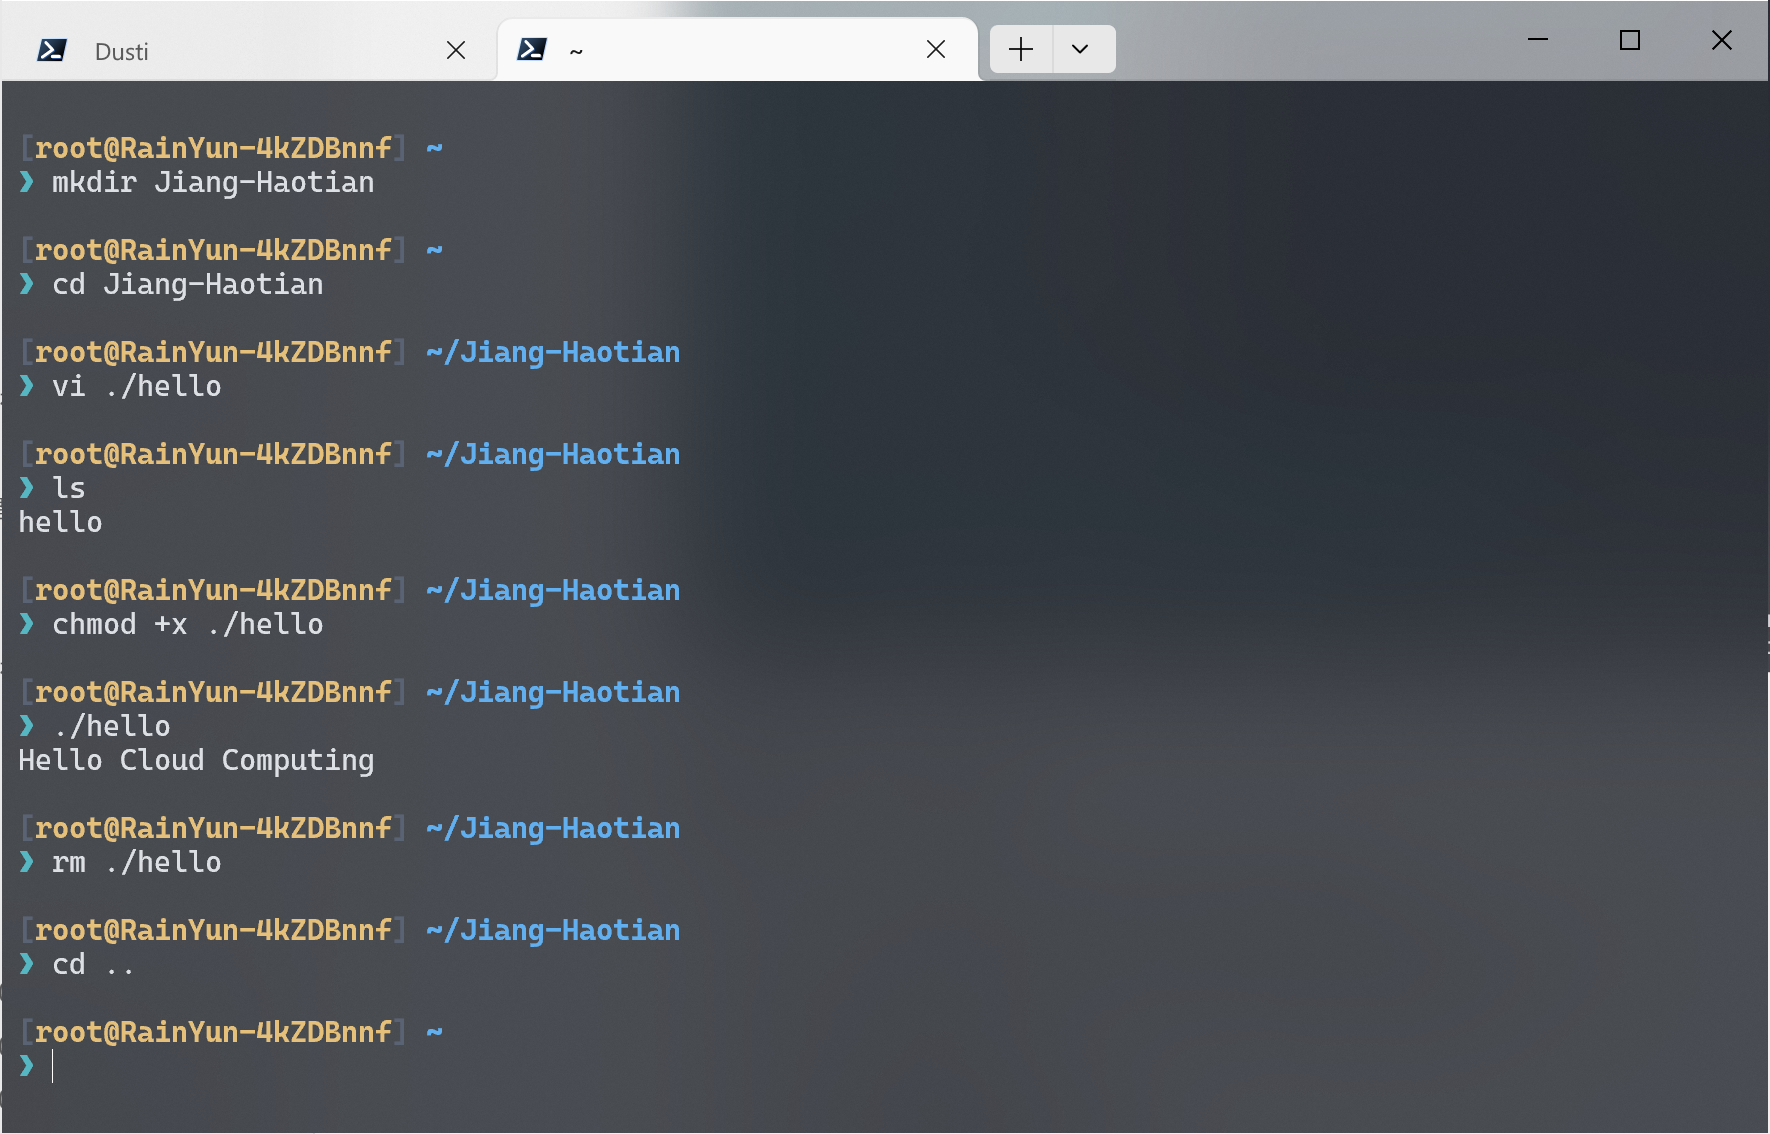 Dusti
~
[root@RainYun-4kZDBnnf] ~
❯ mkdir Jiang-Haotian
[root@RainYun-4kZDBnnf] ~
❯ cd Jiang-Haotian
[root@RainYun-4kZDBnnf] ~/Jiang-Haotian
❯ vi ./hello
[root@RainYun-4kZDBnnf] ~/Jiang-Haotian
❯ ls
hello
[root@RainYun-4kZDBnnf] ~/Jiang-Haotian
❯ chmod +x ./hello
[root@RainYun-4kZDBnnf] ~/Jiang-Haotian
❯ ./hello
Hello Cloud Computing
[root@RainYun-4kZDBnnf] ~/Jiang-Haotian
❯ rm ./hello
[root@RainYun-4kZDBnnf] ~/Jiang-Haotian
❯ cd ..
[root@RainYun-4kZDBnnf] ~
❯